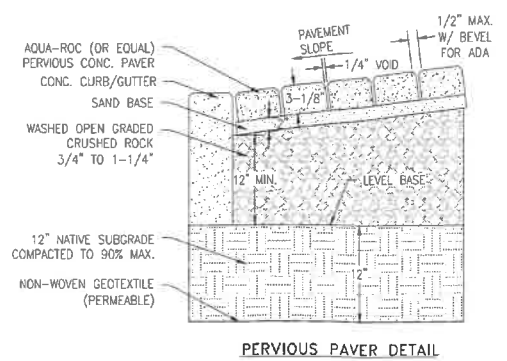 PAVEMENT
SLOPE
1/2" MAX.
W/ BEVEL
FOR ADA
AQUA-ROC (OR EQUAL)
PERVIOUS CONC. PAVER
1/4" VOID
CONC. CURB/GUTTER
3-1/8"
SAND BASE
WASHED OPEN GRADED
CRUSHED ROCK
3/4" TO 1-1/4"
12" MIN.
LEVEL BASE
12" NATIVE SUBGRADE
COMPACTED TO 90% MAX.
12"
NON-WOVEN GEOTEXTILE
(PERMEABLE)
PERVIOUS PAVER DETAIL